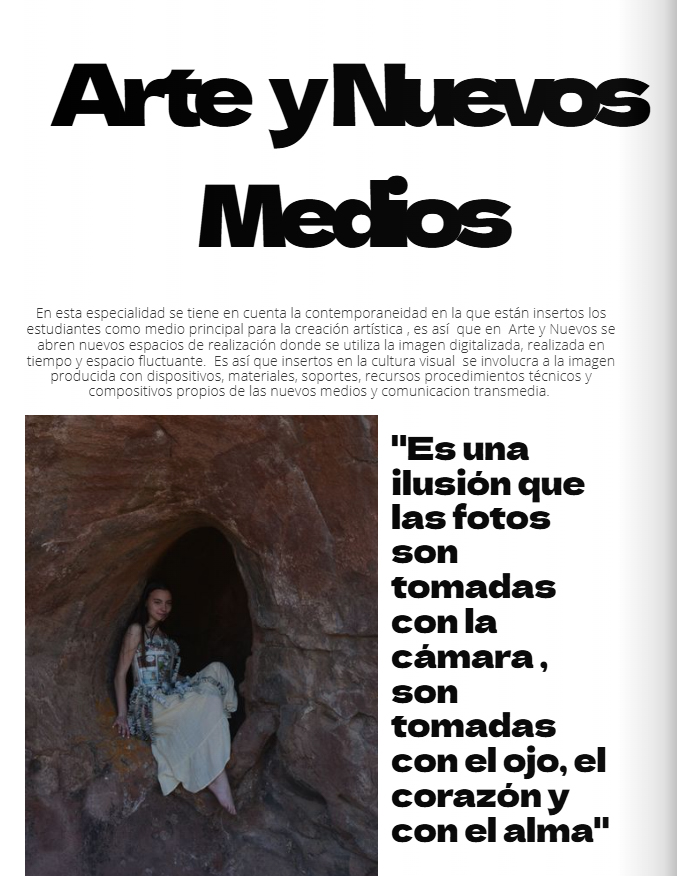 Arte y Nuevos
Medios
En esta especialidad se tiene en cuenta la contemporaneidad en la que están insertos los
estudiantes como medio principal para la creación artística , es así  que en  Arte y Nuevos se
abren nuevos espacios de realización donde se utiliza la imagen digitalizada, realizada en
tiempo y espacio fluctuante.  Es así que insertos en la cultura visual  se involucra a la imagen
producida con dispositivos, materiales, soportes, recursos procedimientos técnicos y
compositivos propios de las nuevos medios y comunicacion transmedia.
"Es una
ilusión que
las fotos
son
tomadas
con la
cámara ,
son
tomadas
con el ojo, el
corazón y
con el alma"